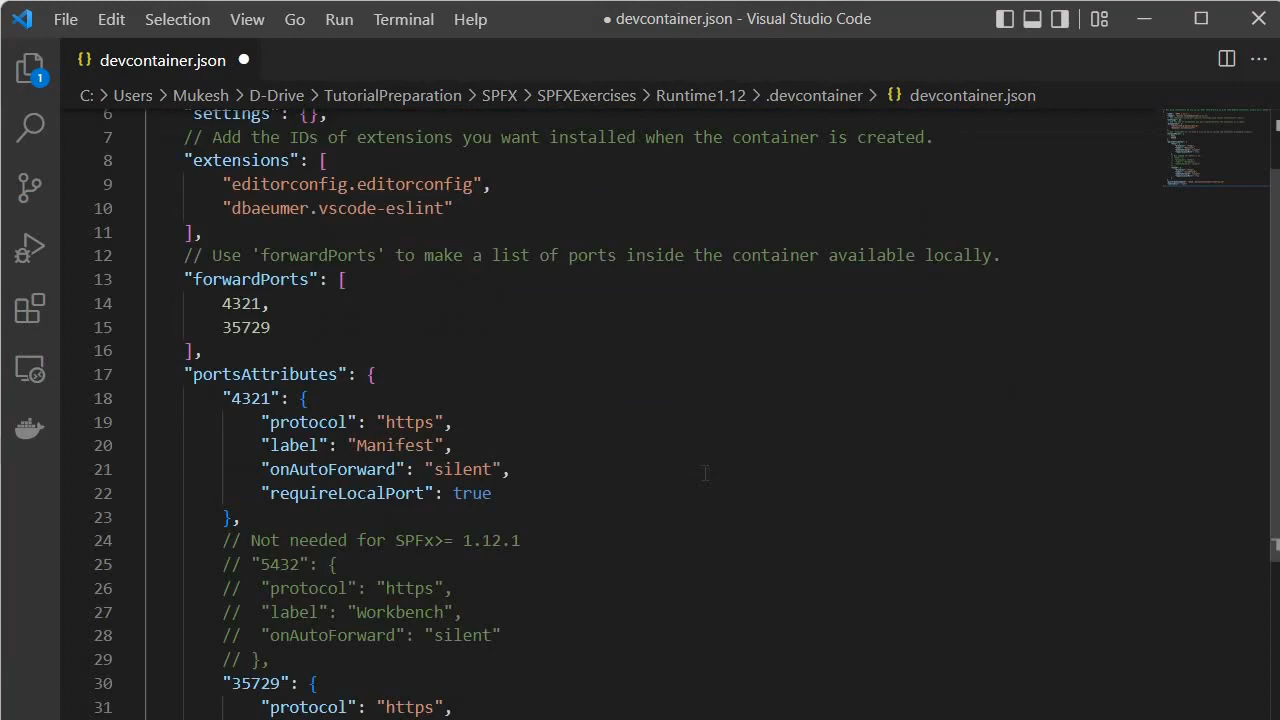 File Edit Selection View Go Run Terminal Help ● devcontainer.json - Visual Studio Code
{} devcontainer.json ●
C: > Users > Mukesh > D-Drive > TutorialPreparation > SPFX > SPFXExercises > Runtime1.12 > .devcontainer > {} devcontainer.json
1
6 "settings": {},
7 // Add the IDs of extensions you want installed when the container is created.
8 "extensions": [
9 "editorconfig.editorconfig",
10 "dbaeumer.vscode-eslint"
11 ],
12 // Use 'forwardPorts' to make a list of ports inside the container available locally.
13 "forwardPorts": [
14 4321,
15 35729
16 ],
17 "portsAttributes": {
18 "4321": {
19 "protocol": "https",
20 "label": "Manifest",
21 "onAutoForward": "silent",
22 "requireLocalPort": true
23 },
24 // Not needed for SPFx>= 1.12.1
25 // "5432": {
26 //  "protocol": "https",
27 //  "label": "Workbench",
28 //  "onAutoForward": "silent"
29 // },
30 "35729": {
31 "protocol": "https",